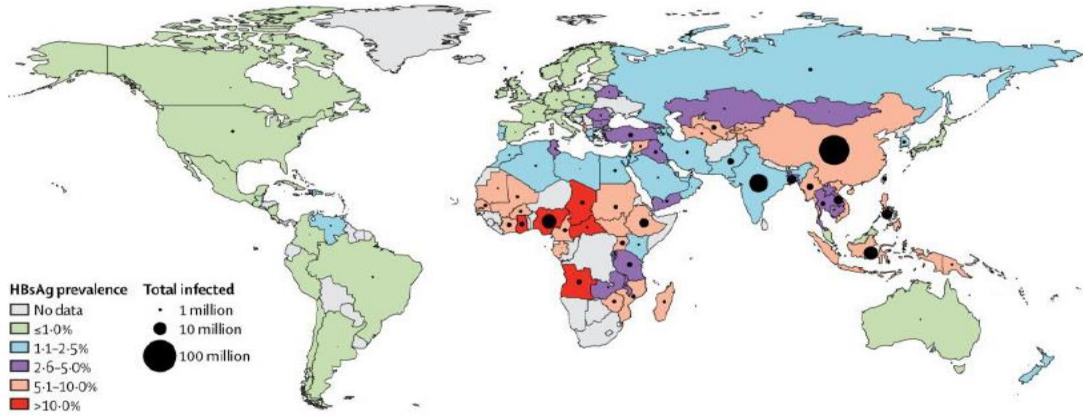 HBsAg prevalence
No data
≤1·0%
1·1–2·5%
2·6–5·0%
5·1–10·0%
>10·0%
Total infected
1 million
10 million
100 million